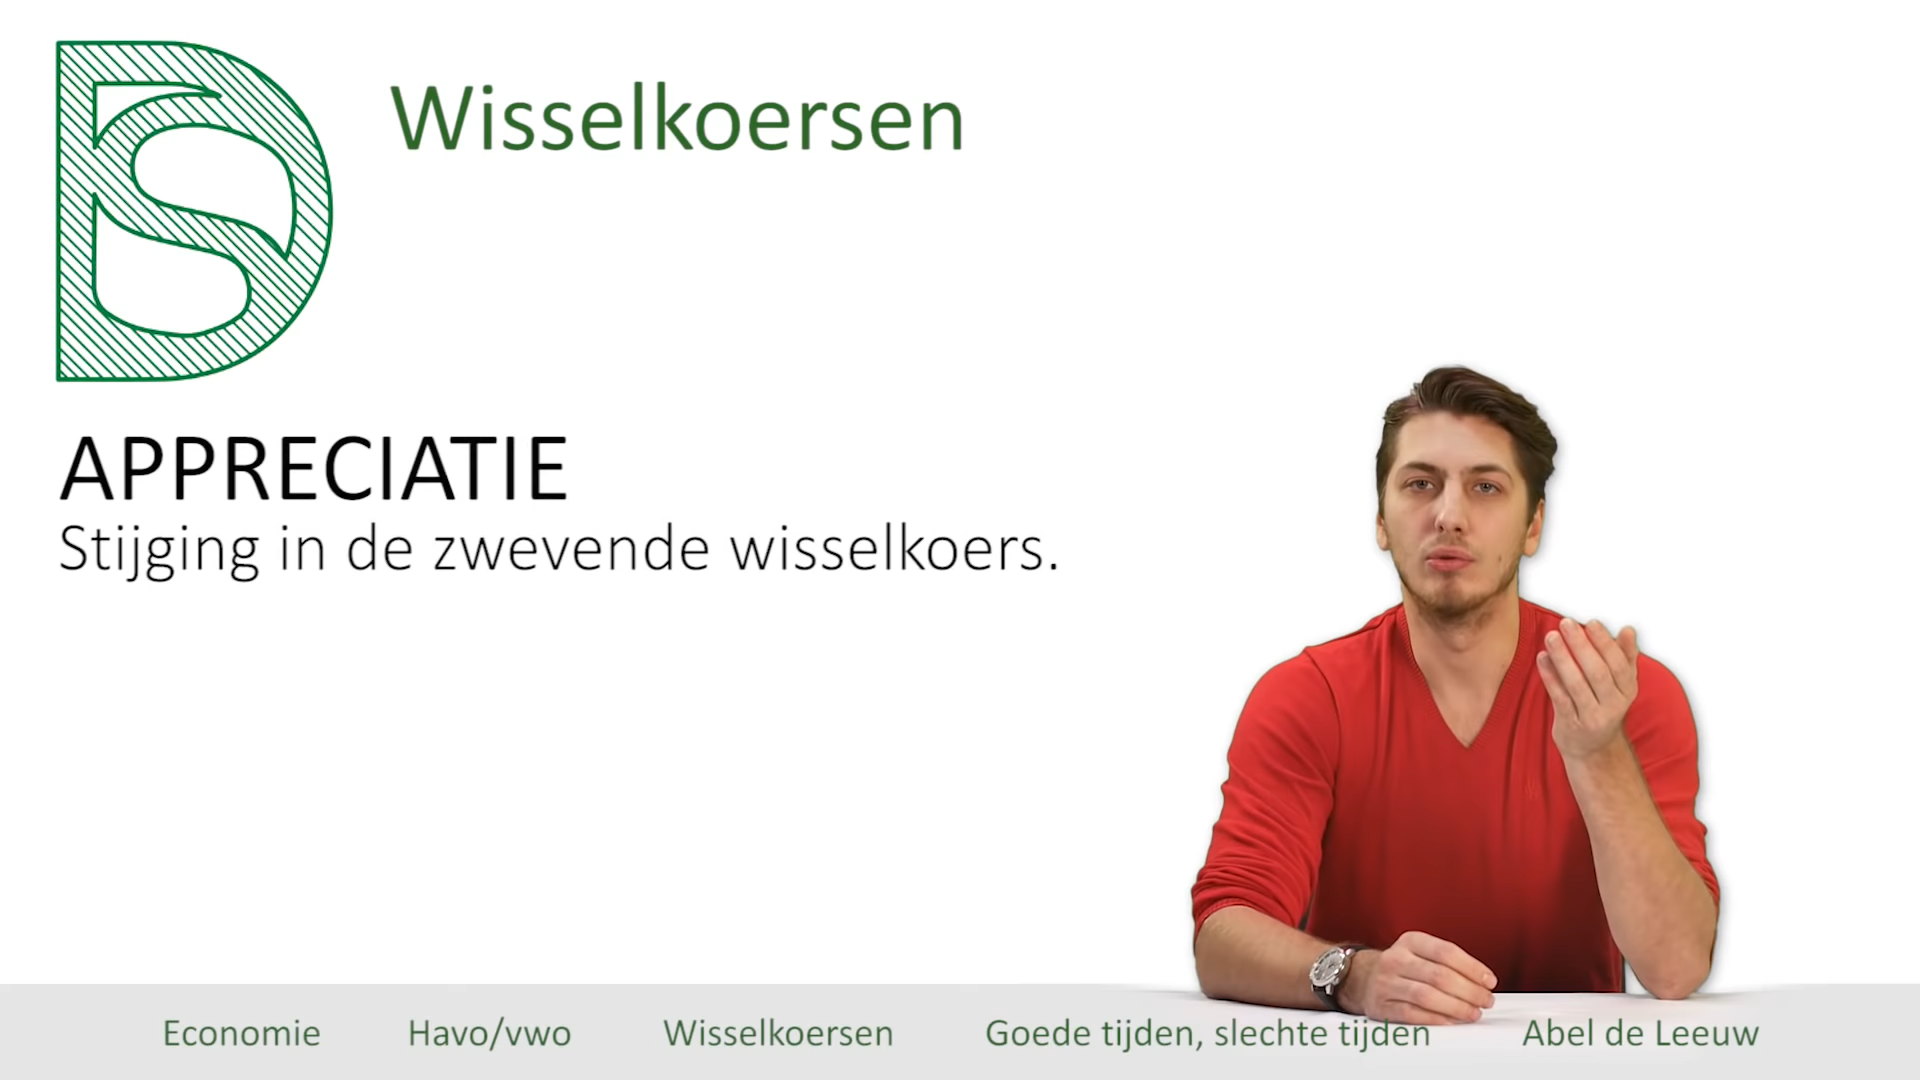 Wisselkoersen
APPRECIATIE
Stijging in de zwevende wisselkoers.
Economie Havo/vwo Wisselkoersen Goede tijden, slechte tijden Abel de Leeuw